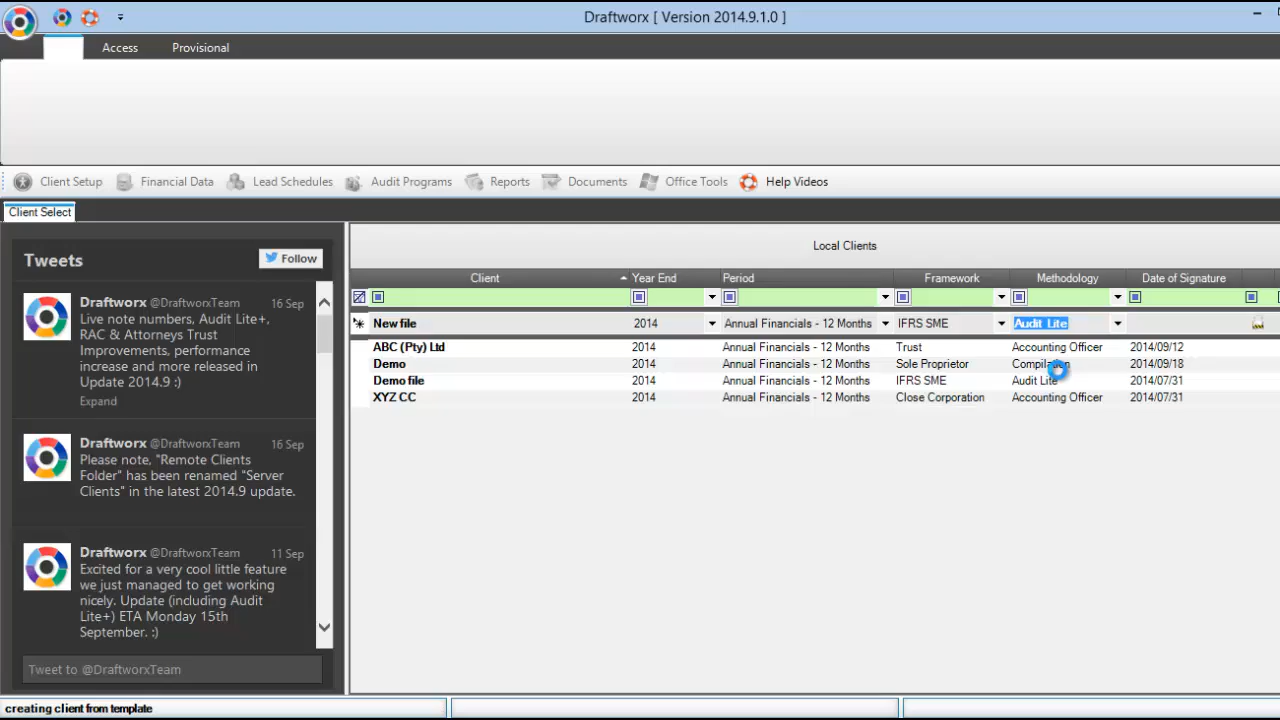 Draftworx [ Version 2014.9.1.0 ]
Access Provisional
Client Setup Financial Data Lead Schedules Audit Programs Reports Documents Office Tools Help Videos
Client Select
Tweets
Follow
Draftworx @DraftworxTeam 16 Sep
Live note numbers, Audit Lite+,
RAC & Attorneys Trust
Improvements, performance
increase and more released in
Update 2014.9 :)
Expand
Draftworx @DraftworxTeam 16 Sep
Please note, "Remote Clients
Folder" has been renamed "Server
Clients" in the latest 2014.9 update.
Draftworx @DraftworxTeam 11 Sep
Excited for a very cool little feature
we just managed to get working
nicely. Update (including Audit
Lite+) ETA Monday 15th
September. :)
Tweet to @DraftworxTeam
Local Clients
Client Year End Period Framework Methodology Date of Signature
New file 2014 Annual Financials - 12 Months IFRS SME Audit Lite
ABC (Pty) Ltd 2014 Annual Financials - 12 Months Trust Accounting Officer 2014/09/12
Demo 2014 Annual Financials - 12 Months Sole Proprietor Compilation 2014/09/18
Demo file 2014 Annual Financials - 12 Months IFRS SME Audit Lite 2014/07/31
XYZ CC 2014 Annual Financials - 12 Months Close Corporation Accounting Officer 2014/07/31
creating client from template